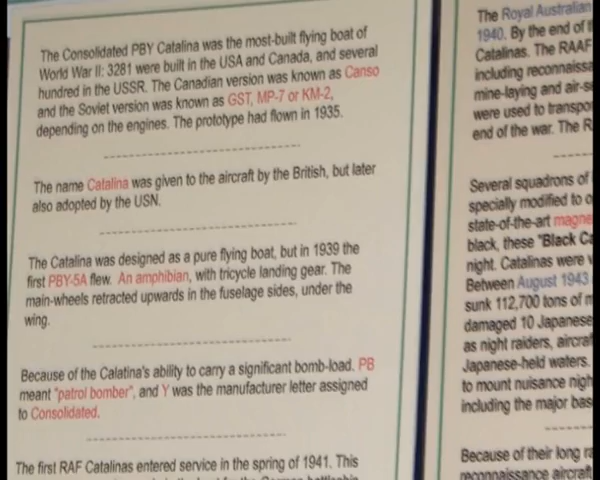 The Consolidated PBY Catalina was the most-built flying boat of
World War II: 3281 were built in the USA and Canada, and several
hundred in the USSR. The Canadian version was known as Canso
and the Soviet version was known as GST, MP-7 or KM-2,
depending on the engines. The prototype had flown in 1935.
The name Catalina was given to the aircraft by the British, but later
also adopted by the USN.
The Catalina was designed as a pure flying boat, but in 1939 the
first PBY-5A flew. An amphibian, with tricycle landing gear. The
main-wheels retracted upwards in the fuselage sides, under the
wing.
Because of the Calatina's ability to carry a significant bomb-load. PB
meant "patrol bomber", and Y was the manufacturer letter assigned
to Consolidated.
The first RAF Catalinas entered service in the spring of 1941. This
The Royal Australian
1940. By the end of
Catalinas. The RAAF
including
mine-laying and
were used to
end of the war. The
Several squadrons of
specially modified to
state-of-the-art
black, these "Black
night. Catalinas were
Between August 1943
sunk 112,700 tons of
damaged 10 Japanese
as night raiders,
Japanese-held waters.
to mount nuisance
including the major
Because of their long
reconnaissance